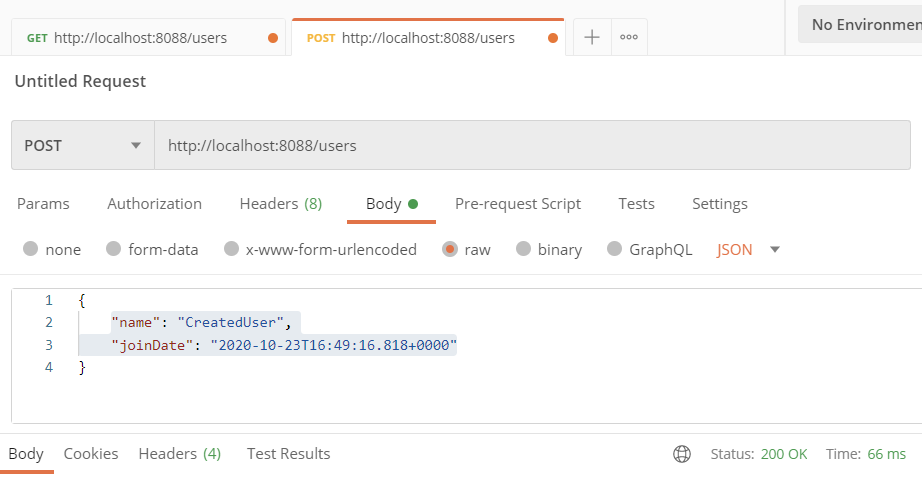 GET http://localhost:8088/users POST http://localhost:8088/users No Environmen
Untitled Request
POST http://localhost:8088/users
Params Authorization Headers (8) Body Pre-request Script Tests Settings
none form-data x-www-form-urlencoded raw binary GraphQL JSON
1 {
2 "name": "CreatedUser",
3 "joinDate": "2020-10-23T16:49:16.818+0000"
4 }
Body Cookies Headers (4) Test Results Status: 200 OK Time: 66 ms